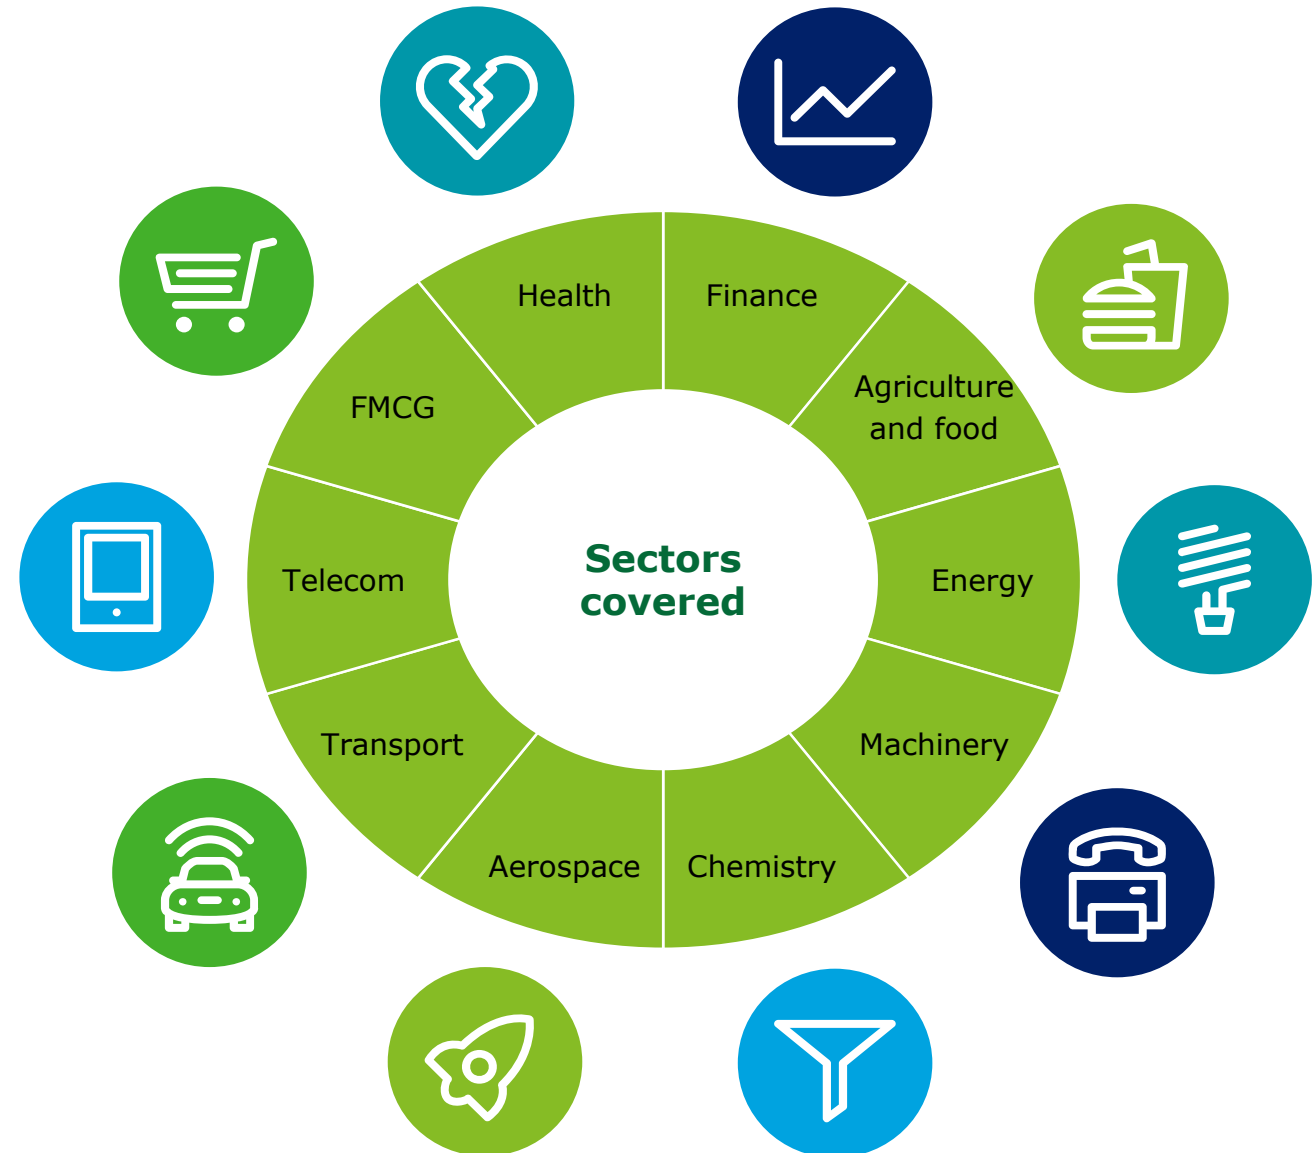 Health
Finance
Agriculture
and food
Energy
Machinery
Chemistry
Aerospace
Transport
Telecom
FMCG
Sectors
covered